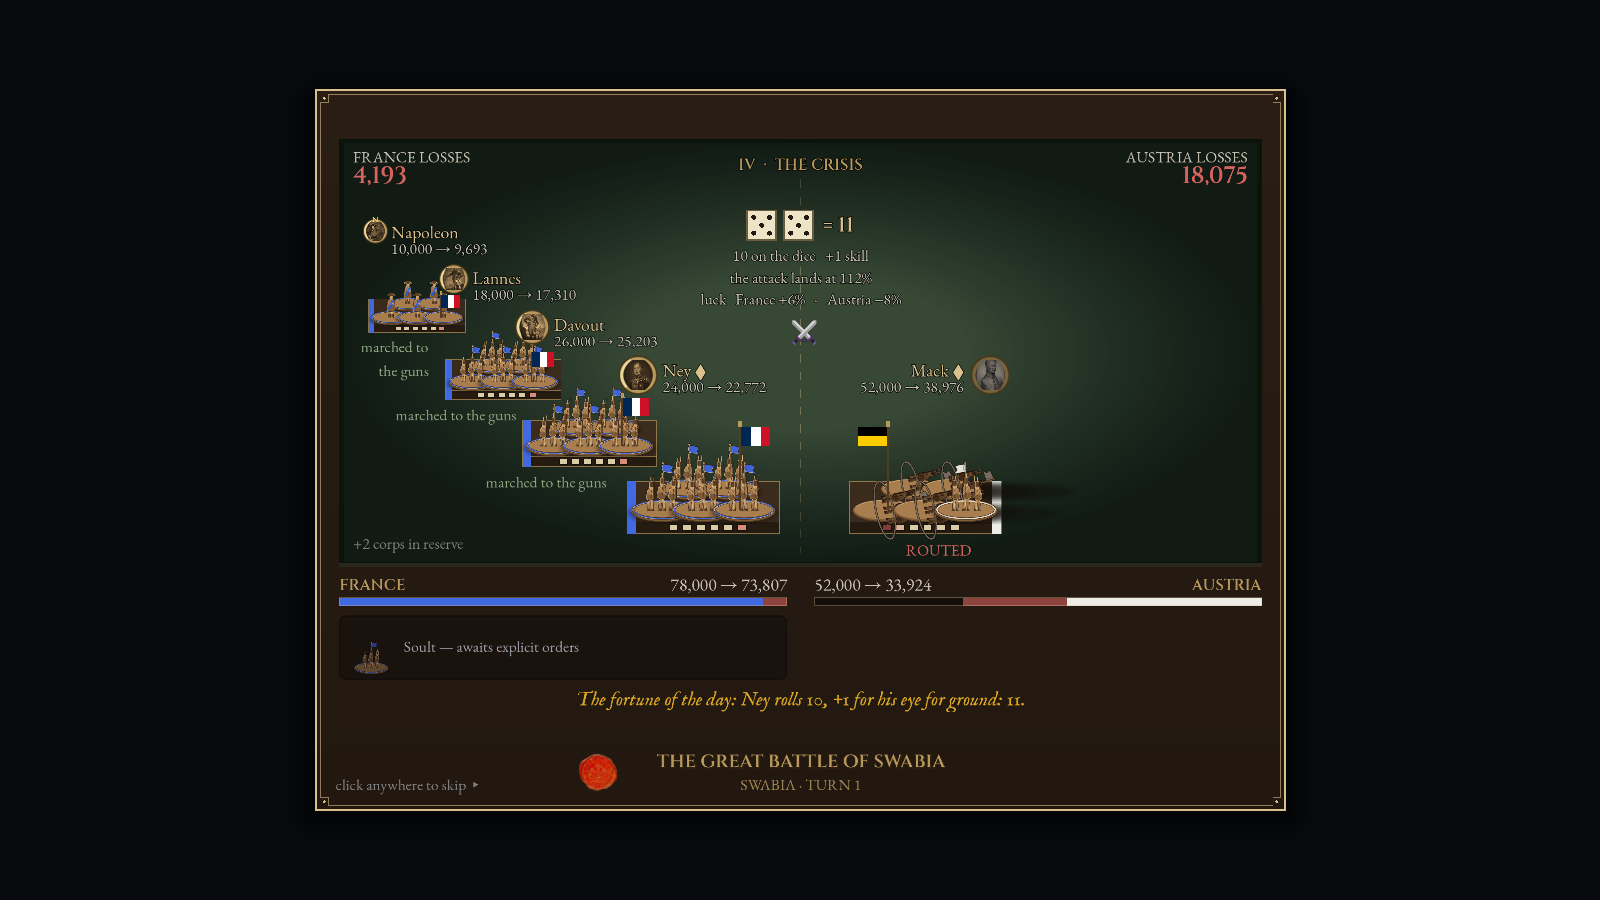 FRANCE LOSSES
4,193
IV · THE CRISIS
AUSTRIA LOSSES
18,075
= 11
10 on the dice +1 skill
the attack lands at 112%
luck France +6% · Austria −8%
N
Napoleon
10,000 → 9,693
Lannes
18,000 → 17,310
Davout
26,000 → 25,203
Ney
24,000 → 22,772
Mack
52,000 → 38,976
marched to
the guns
marched to the guns
marched to the guns
+2 corps in reserve
ROUTED
FRANCE
78,000 → 73,807
52,000 → 33,924
AUSTRIA
Soult — awaits explicit orders
The fortune of the day: Ney rolls 10, +1 for his eye for ground: 11.
THE GREAT BATTLE OF SWABIA
SWABIA · TURN 1
click anywhere to skip ▸